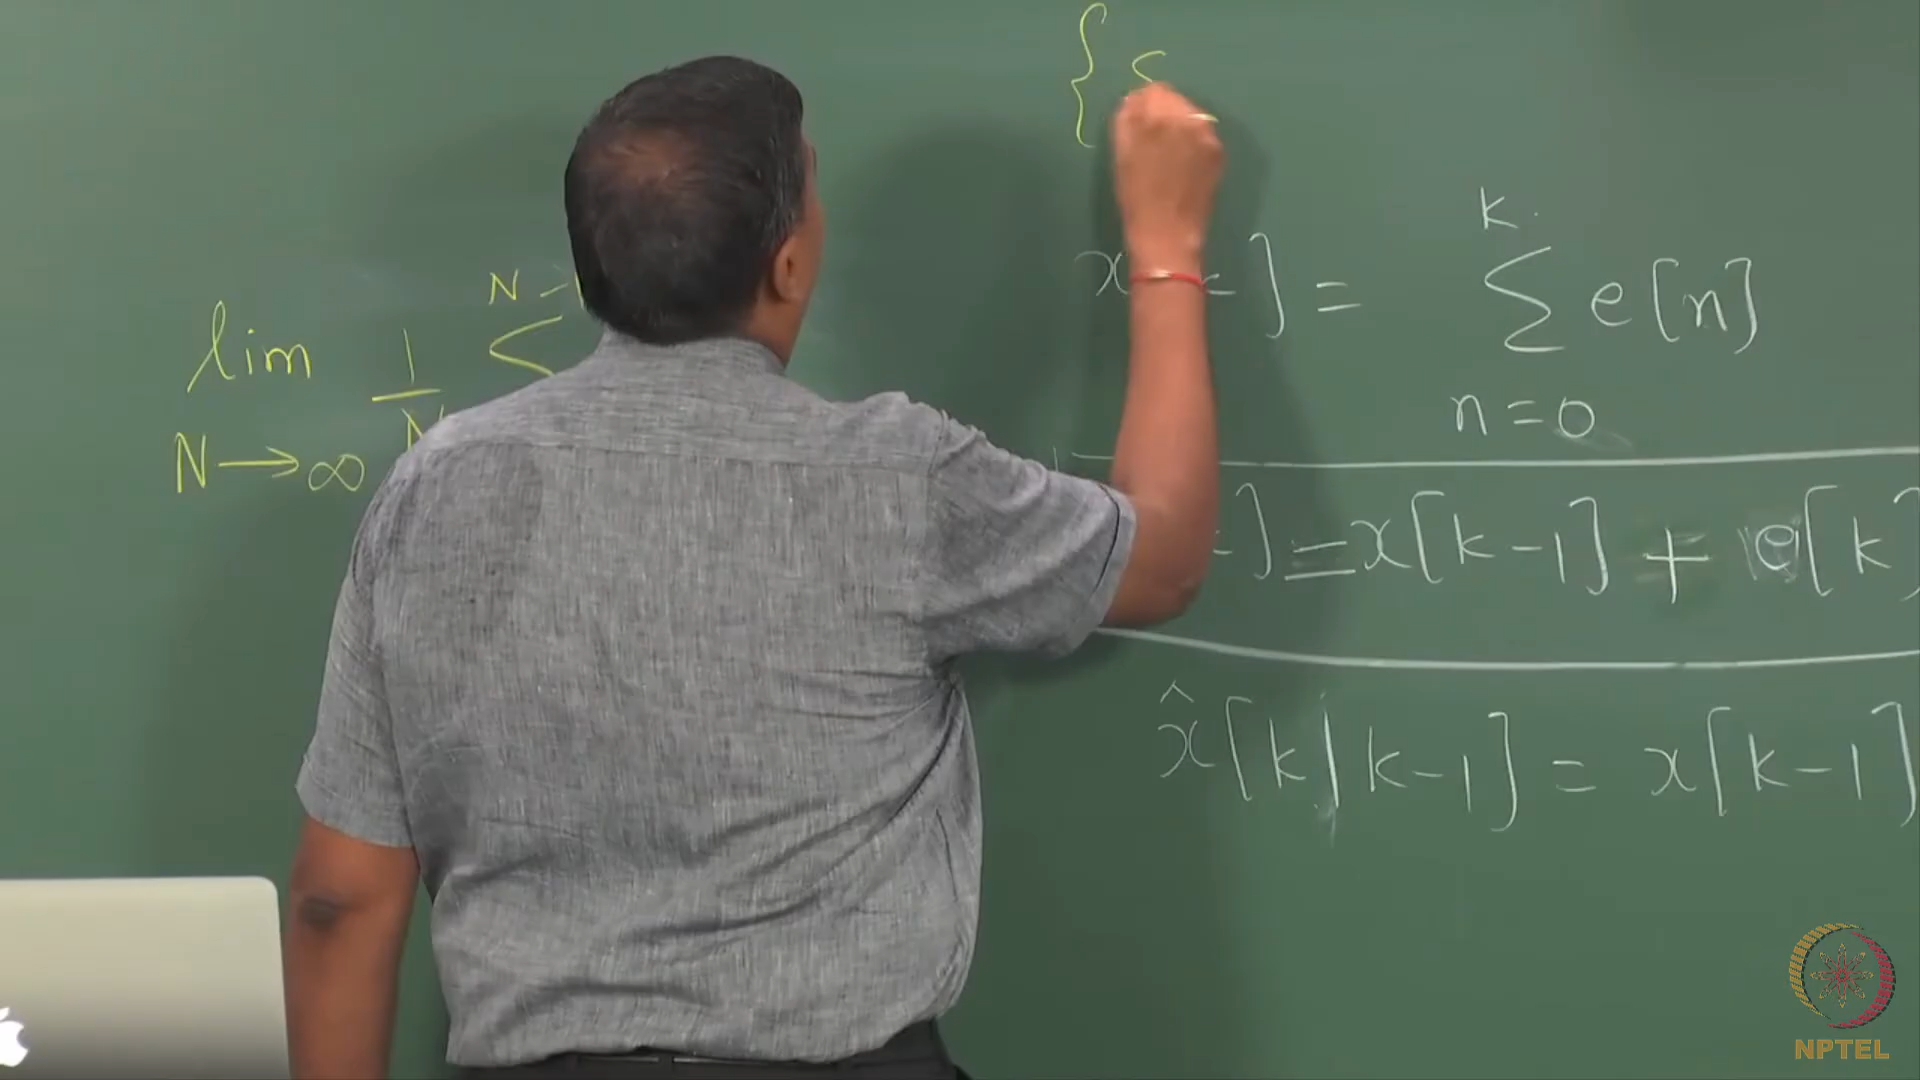 { S
N -
lim 1 Σ
N
N → ∞
k
x[k] = Σ e[n]
n = 0
] = x[k-1] + e[k]
x̂[k|k-1] = x[k-1]
NPTEL